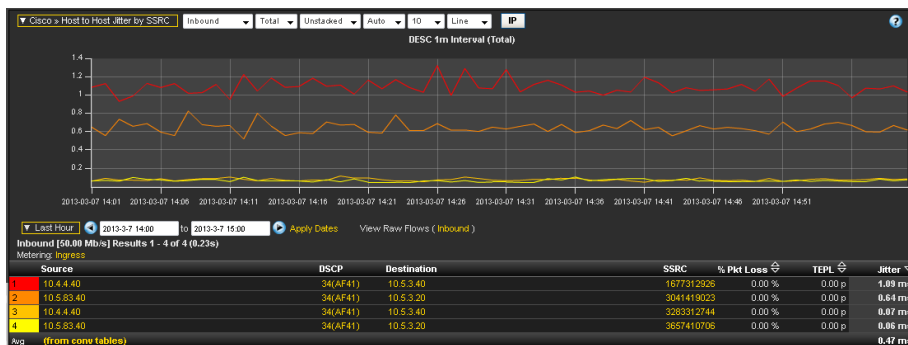 ▼ Cisco » Host to Host Jitter by SSRC Inbound Total Unstacked Auto 10 Line IP ?
DESC 1m Interval (Total)
1.4
1.2
1
0.8
0.6
0.4
0.2
2013-03-07 14:01 2013-03-07 14:06 2013-03-07 14:11 2013-03-07 14:16 2013-03-07 14:21 2013-03-07 14:26 2013-03-07 14:31 2013-03-07 14:36 2013-03-07 14:41 2013-03-07 14:46 2013-03-07 14:51
▼ Last Hour 2013-3-7 14:00 to 2013-3-7 15:00 Apply Dates View Raw Flows ( Inbound )
Inbound [50.00 Mb/s] Results 1 - 4 of 4 (0.23s)
Metering: Ingress
Source DSCP Destination SSRC % Pkt Loss TEPL Jitter
1 10.4.4.40 34(AF41) 10.5.3.40 1677312926 0.00 % 0.00 p 1.09 m
2 10.5.83.40 34(AF41) 10.5.3.20 3041419023 0.00 % 0.00 p 0.64 m
3 10.4.4.40 34(AF41) 10.5.3.40 3283312744 0.00 % 0.00 p 0.07 m
4 10.5.83.40 34(AF41) 10.5.3.20 3657410706 0.00 % 0.00 p 0.06 m
Avg (from conv tables) 0.47 m